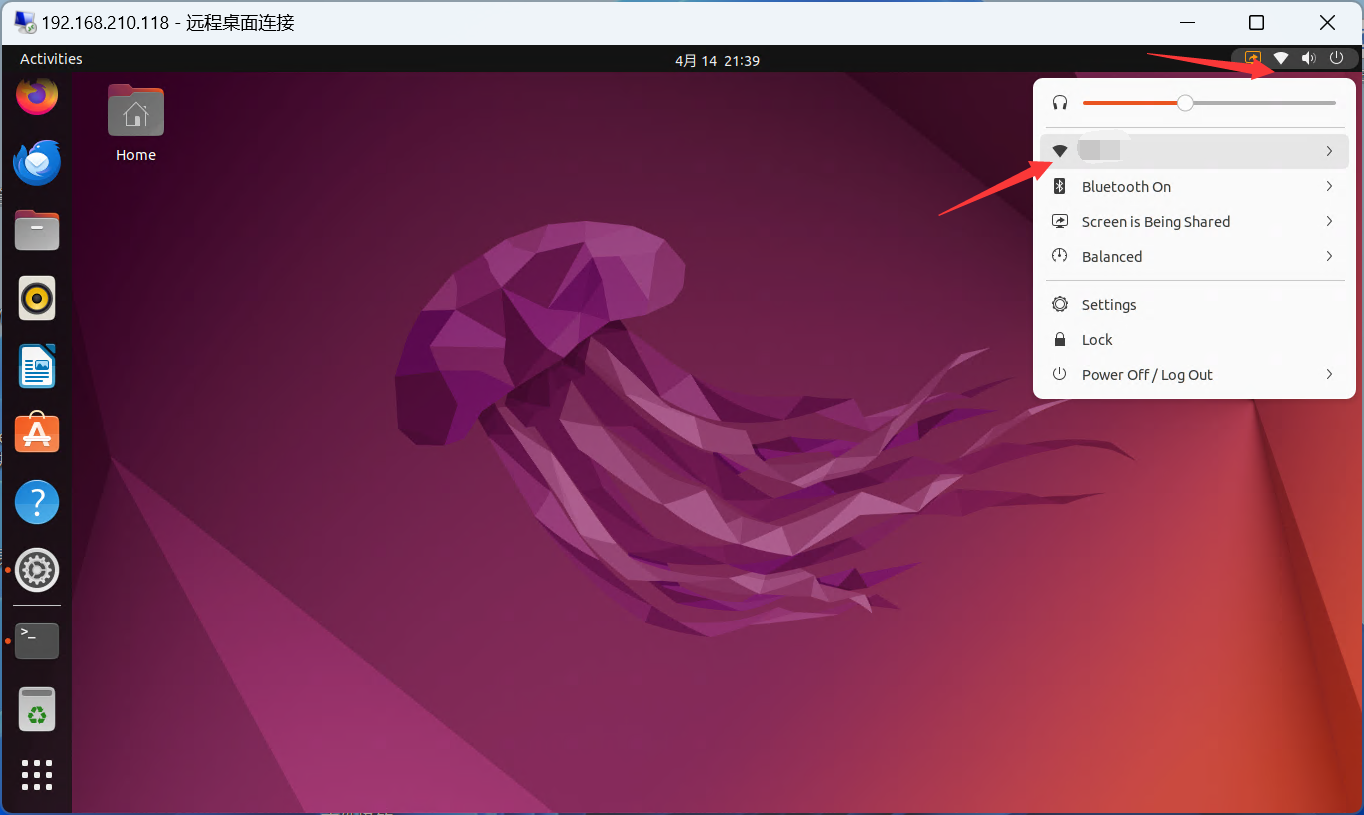 192.168.210.118 - 远程桌面连接
Activities
4月 14 21:39
Home
Bluetooth On
Screen is Being Shared
Balanced
Settings
Lock
Power Off / Log Out